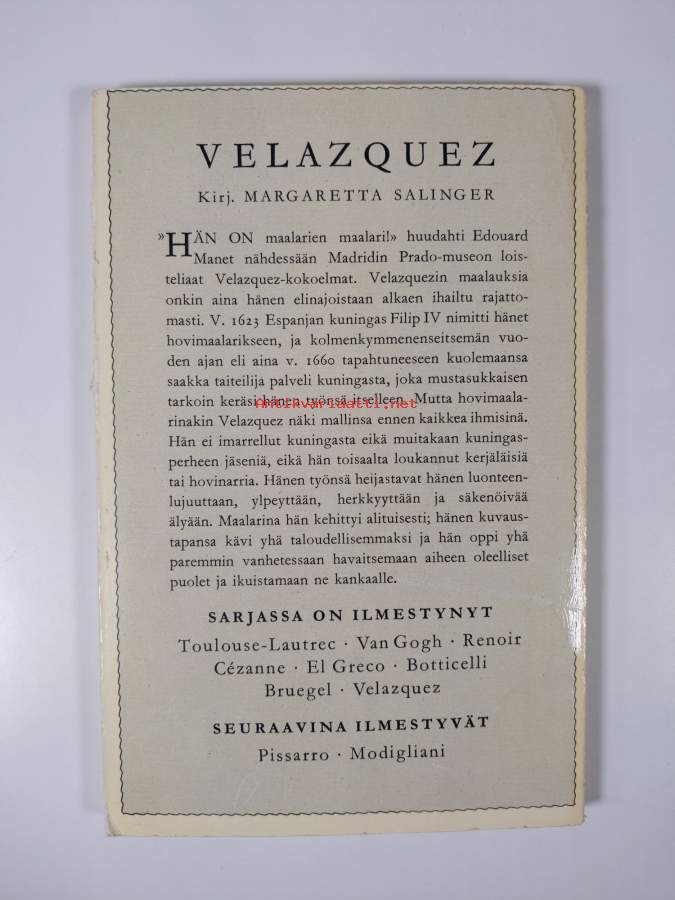 VELAZQUEZ
Kirj. MARGARETTA SALINGER
»HÄN ON maalarien maalari!» huudahti Edouard
Manet nähdessään Madridin Prado-museon lois-
teliaat Velazquez-kokoelmat. Velazquezin maalauksia
onkin aina hänen elinajoistaan alkaen ihailtu rajatto-
masti. V. 1623 Espanjan kuningas Filip IV nimitti hänet
hovimaalarikseen, ja kolmenkymmenenseitsemän vuo-
den ajan eli aina v. 1660 tapahtuneeseen kuolemaansa
saakka taiteilija palveli kuningasta, joka mustasukkaisen
tarkoin keräsi hänen työnsä itselleen. Mutta hovimaala-
Antikvariaatti.net
rinakin Velazquez näki mallinsa ennen kaikkea ihmisinä.
Hän ei imarrellut kuningasta eikä muitakaan kuningas-
perheen jäseniä, eikä hän toisaalta loukannut kerjäläisiä
tai hovinarria. Hänen työnsä heijastavat hänen luonteen-
lujuuttaan, ylpeyttään, herkkyyttään ja säkenöivää
älyään. Maalarina hän kehittyi alituisesti; hänen kuvaus-
tapansa kävi yhä taloudellisemmaksi ja hän oppi yhä
paremmin vanhetessaan havaitsemaan aiheen oleelliset
puolet ja ikuistamaan ne kankaalle.
SARJASSA ON ILMESTYNYT
Toulouse-Lautrec · Van Gogh · Renoir
Cézanne · El Greco · Botticelli
Bruegel · Velazquez
SEURAAVINA ILMESTYVÄT
Pissarro · Modigliani